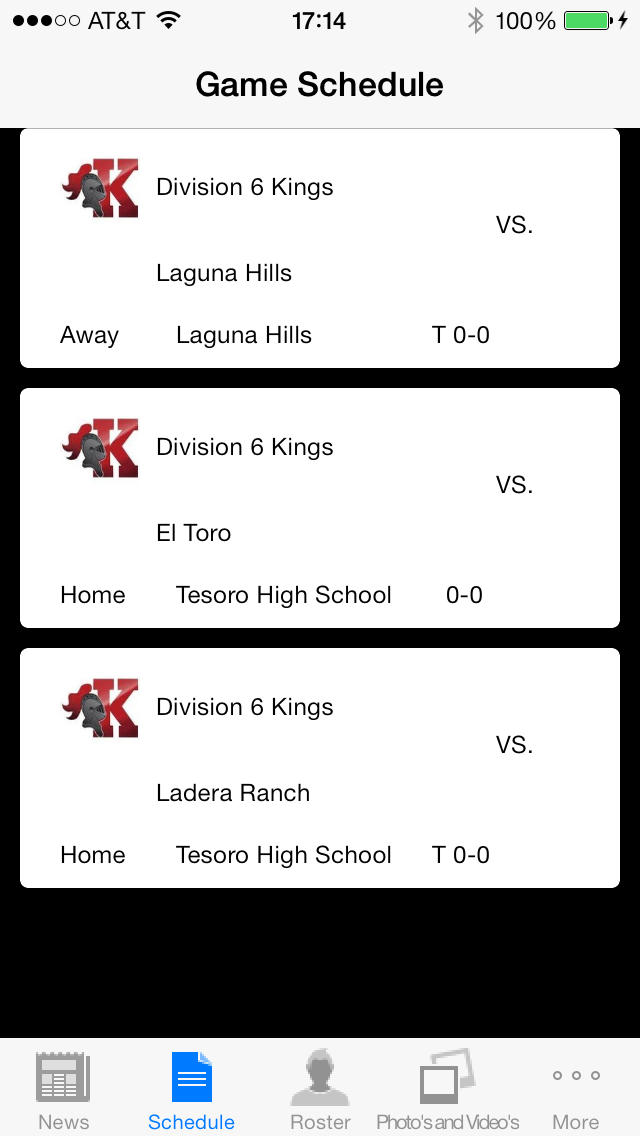 AT&T 17:14 100%
Game Schedule
K
Division 6 Kings
VS.
Laguna Hills
Away Laguna Hills T 0-0
K
Division 6 Kings
VS.
El Toro
Home Tesoro High School 0-0
K
Division 6 Kings
VS.
Ladera Ranch
Home Tesoro High School T 0-0
News Schedule Roster Photo's and Video's More